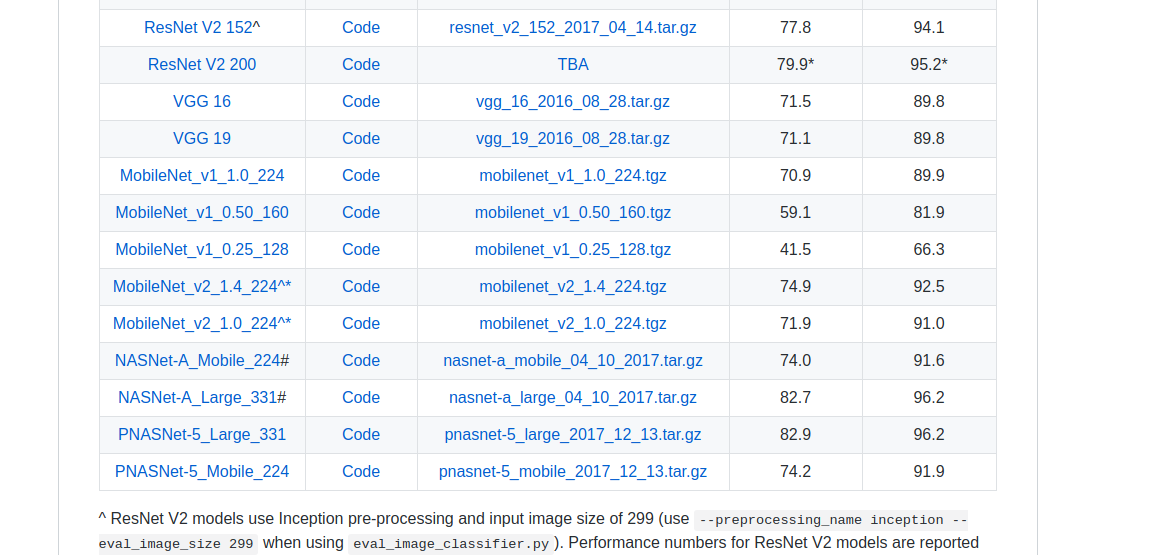 ResNet V2 152^ Code resnet_v2_152_2017_04_14.tar.gz 77.8 94.1
ResNet V2 200 Code TBA 79.9* 95.2*
VGG 16 Code vgg_16_2016_08_28.tar.gz 71.5 89.8
VGG 19 Code vgg_19_2016_08_28.tar.gz 71.1 89.8
MobileNet_v1_1.0_224 Code mobilenet_v1_1.0_224.tgz 70.9 89.9
MobileNet_v1_0.50_160 Code mobilenet_v1_0.50_160.tgz 59.1 81.9
MobileNet_v1_0.25_128 Code mobilenet_v1_0.25_128.tgz 41.5 66.3
MobileNet_v2_1.4_224^* Code mobilenet_v2_1.4_224.tgz 74.9 92.5
MobileNet_v2_1.0_224^* Code mobilenet_v2_1.0_224.tgz 71.9 91.0
NASNet-A_Mobile_224# Code nasnet-a_mobile_04_10_2017.tar.gz 74.0 91.6
NASNet-A_Large_331# Code nasnet-a_large_04_10_2017.tar.gz 82.7 96.2
PNASNet-5_Large_331 Code pnasnet-5_large_2017_12_13.tar.gz 82.9 96.2
PNASNet-5_Mobile_224 Code pnasnet-5_mobile_2017_12_13.tar.gz 74.2 91.9
^ ResNet V2 models use Inception pre-processing and input image size of 299 (use --preprocessing_name inception --
eval_image_size 299 when using eval_image_classifier.py ). Performance numbers for ResNet V2 models are reported